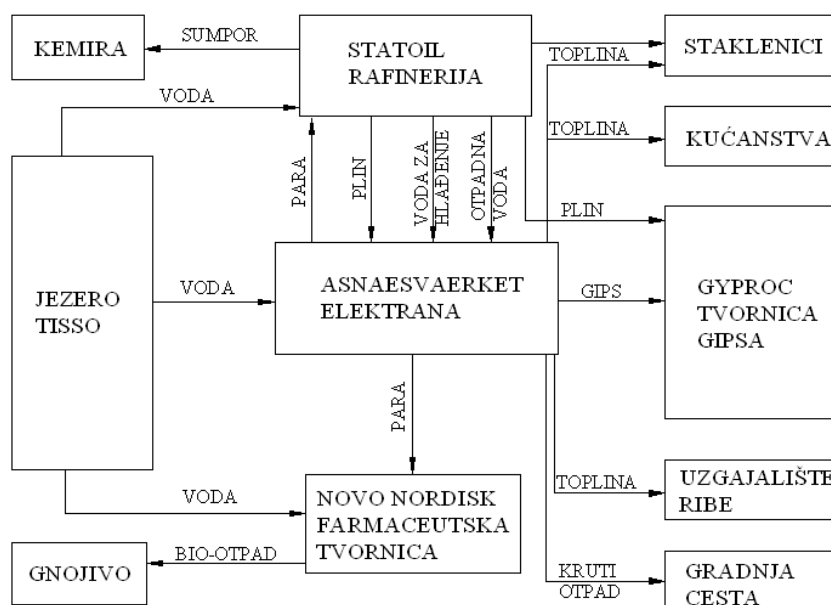 KEMIRA
SUMPOR
STATOIL
RAFINERIJA
STAKLENICI
TOPLINA
VODA
TOPLINA
KUĆANSTVA
PARA
PLIN
VODA ZA
HLAĐENJE
OTPADNA
VODA
PLIN
JEZERO
TISSO
VODA
ASNAESVAERKET
ELEKTRANA
GIPS
GYPROC
TVORNICA
GIPSA
PARA
VODA
NOVO NORDISK
FARMACEUTSKA
TVORNICA
TOPLINA
UZGAJALIŠTE
RIBE
GNOJIVO
BIO-OTPAD
KRUTI
OTPAD
GRADNJA
CESTA